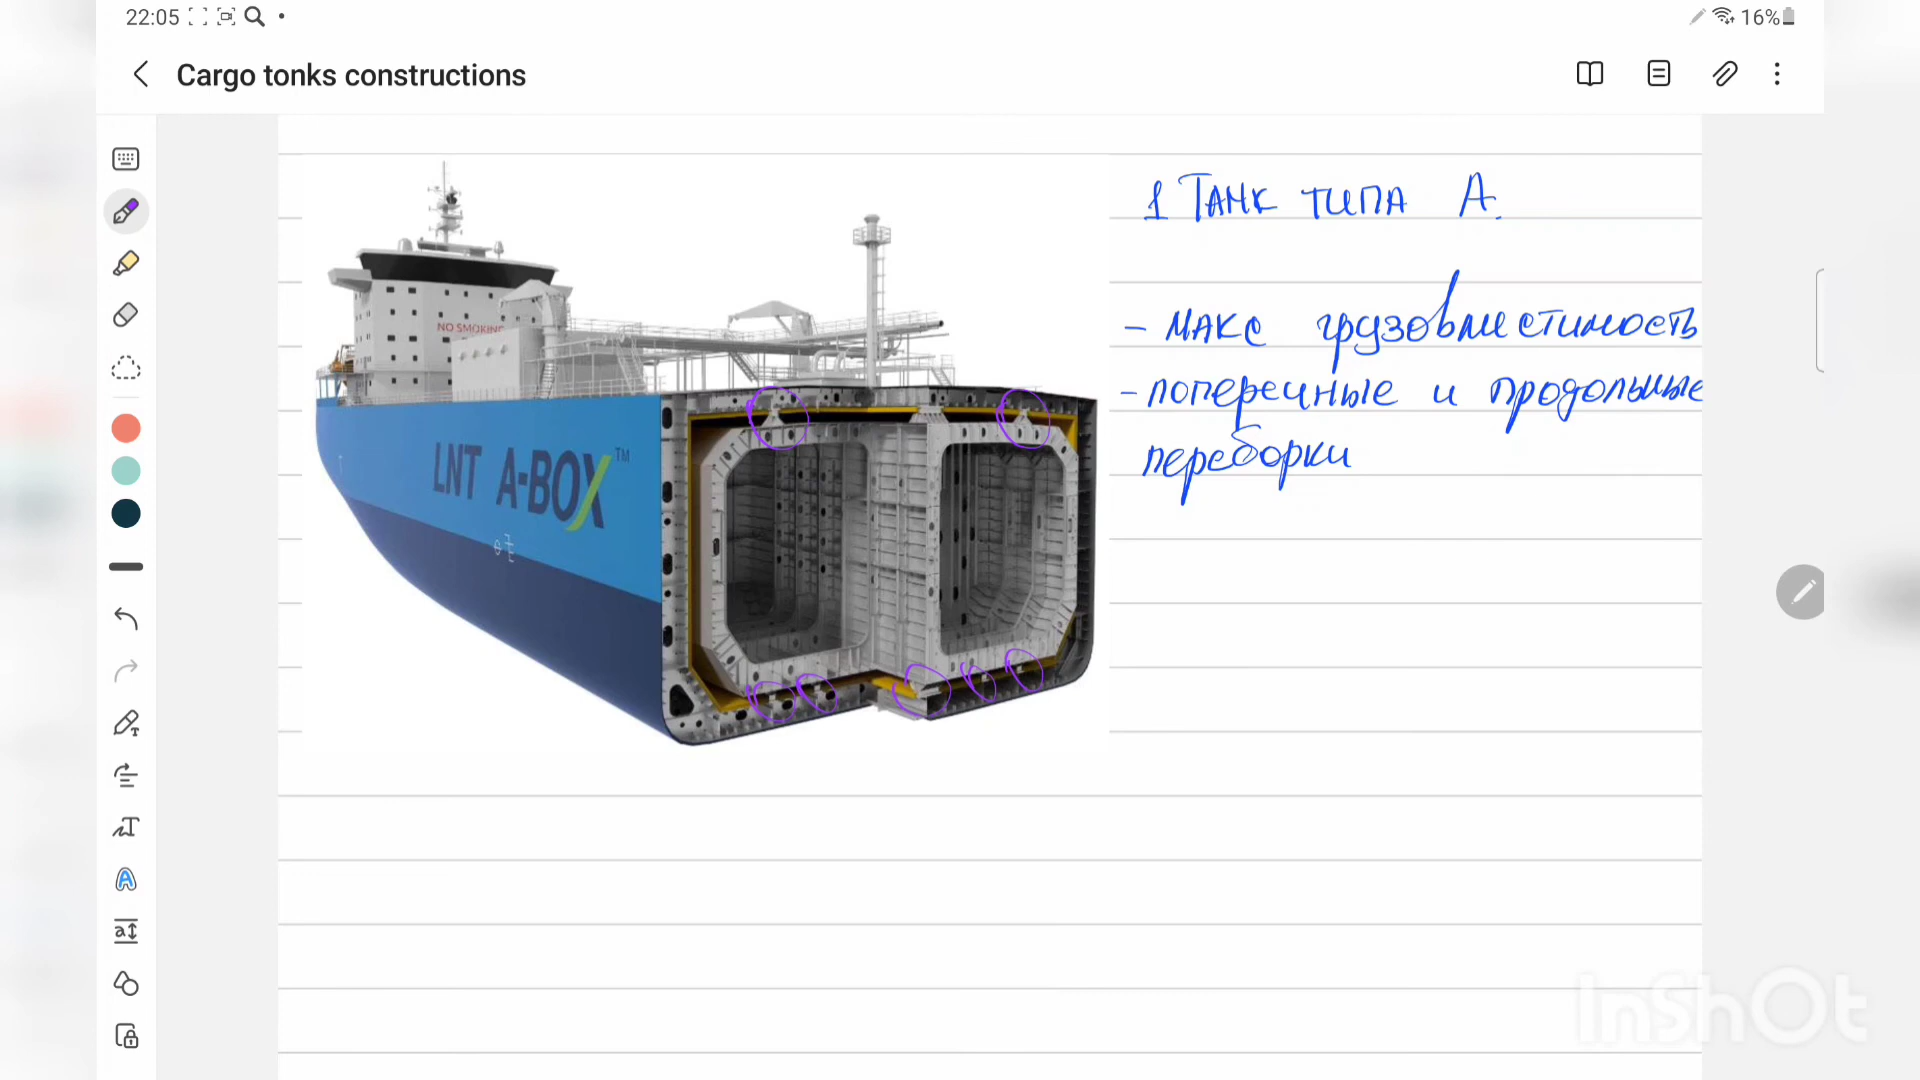 22:05
16%
Cargo tonks constructions
1 Танк типа А.
- макс грузовместимость
- поперечные и продольные
переборки
NO SMOKING
LNT A-BOX™
InShOt